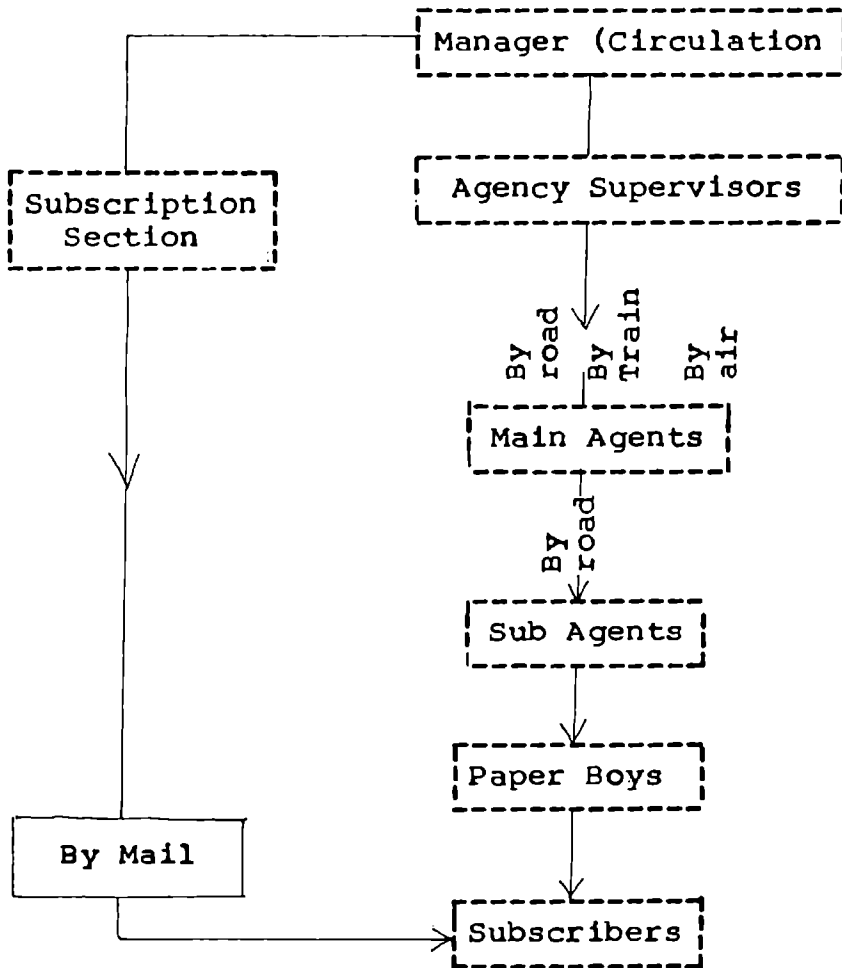 Manager (Circulation
Agency Supervisors
Subscription
Section
By
road
By
Train
By
air
Main Agents
By
road
Sub Agents
Paper Boys
By Mail
Subscribers